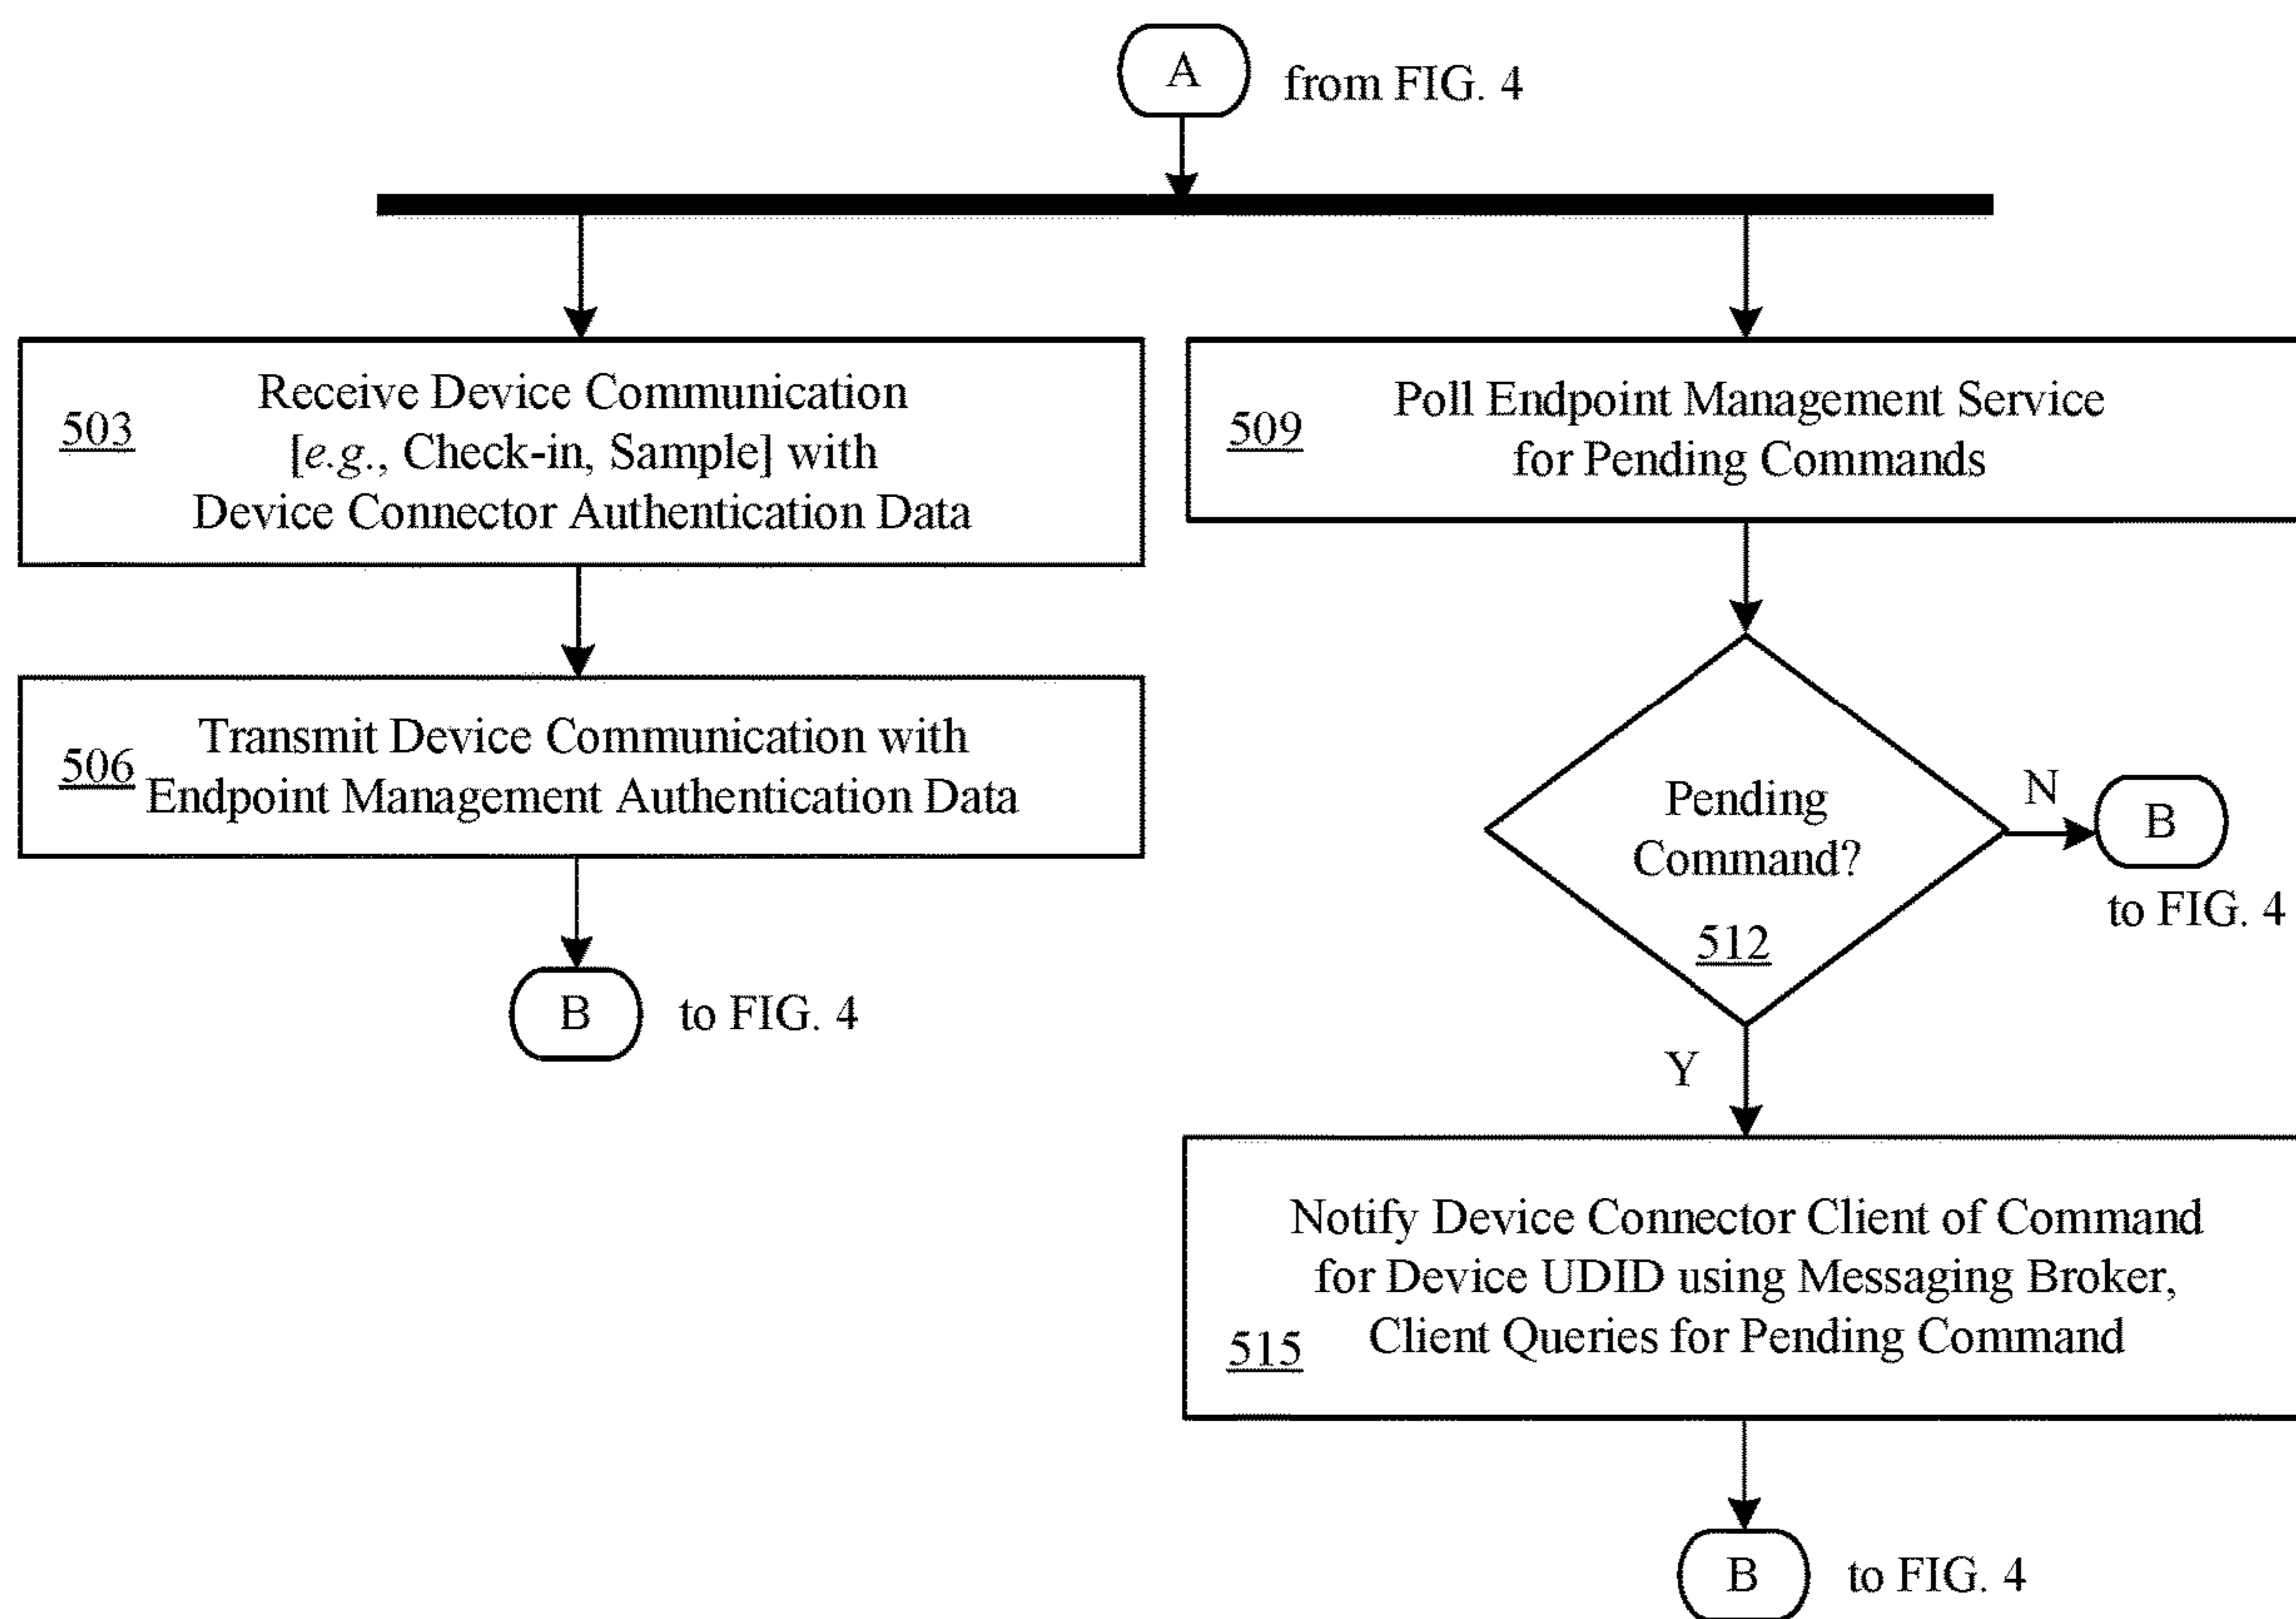 A
from FIG. 4
503
Receive Device Communication
[e.g., Check-in, Sample] with
Device Connector Authentication Data
506
Transmit Device Communication with
Endpoint Management Authentication Data
B
to FIG. 4
509
Poll Endpoint Management Service
for Pending Commands
Pending
Command?
512
N
B
to FIG. 4
Y
Notify Device Connector Client of Command
for Device UDID using Messaging Broker,
Client Queries for Pending Command
515
B
to FIG. 4